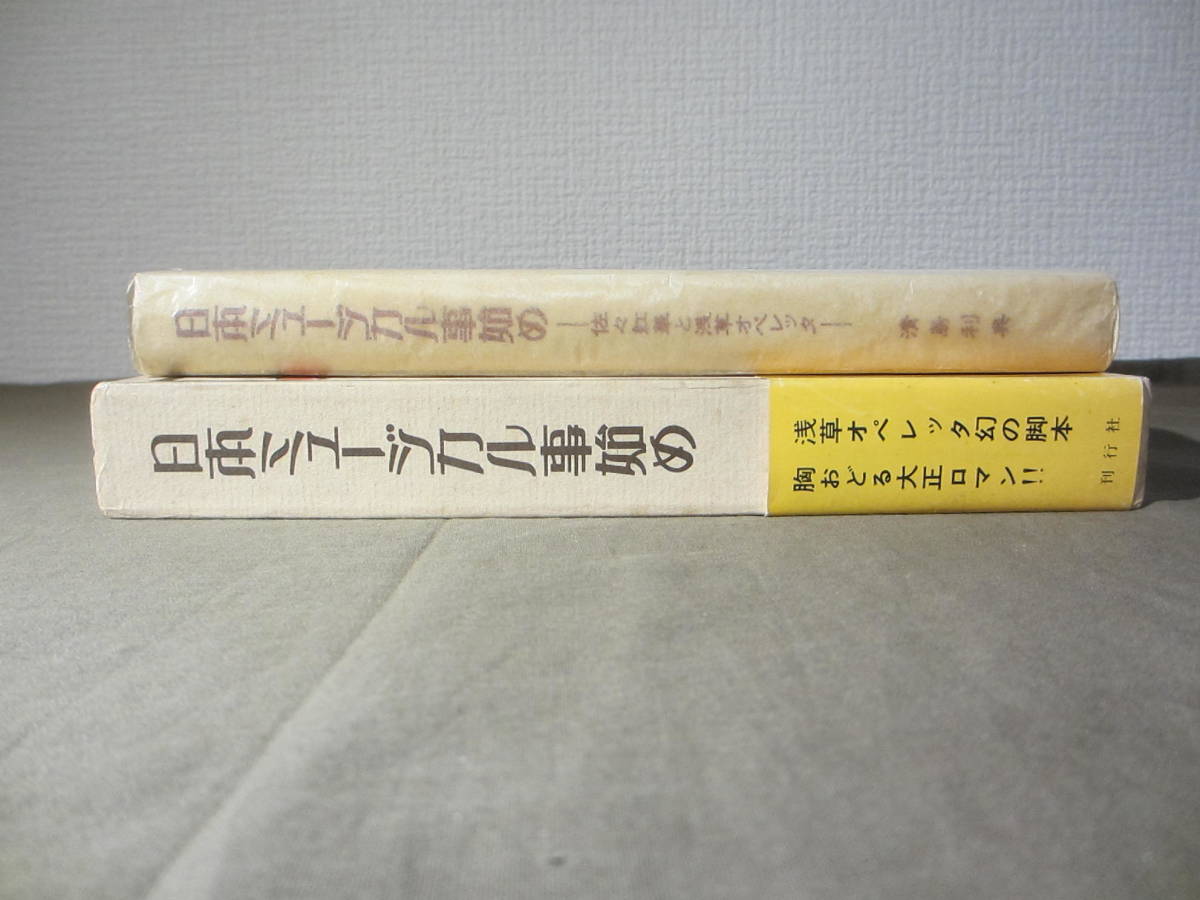 日本ミュージカル事始め
―佐々紅華と浅草オペレッタ―
清島利典
日本ミュージカル事始め
浅草オペレッタ幻の脚本
胸おどる大正ロマン!!
刊行社